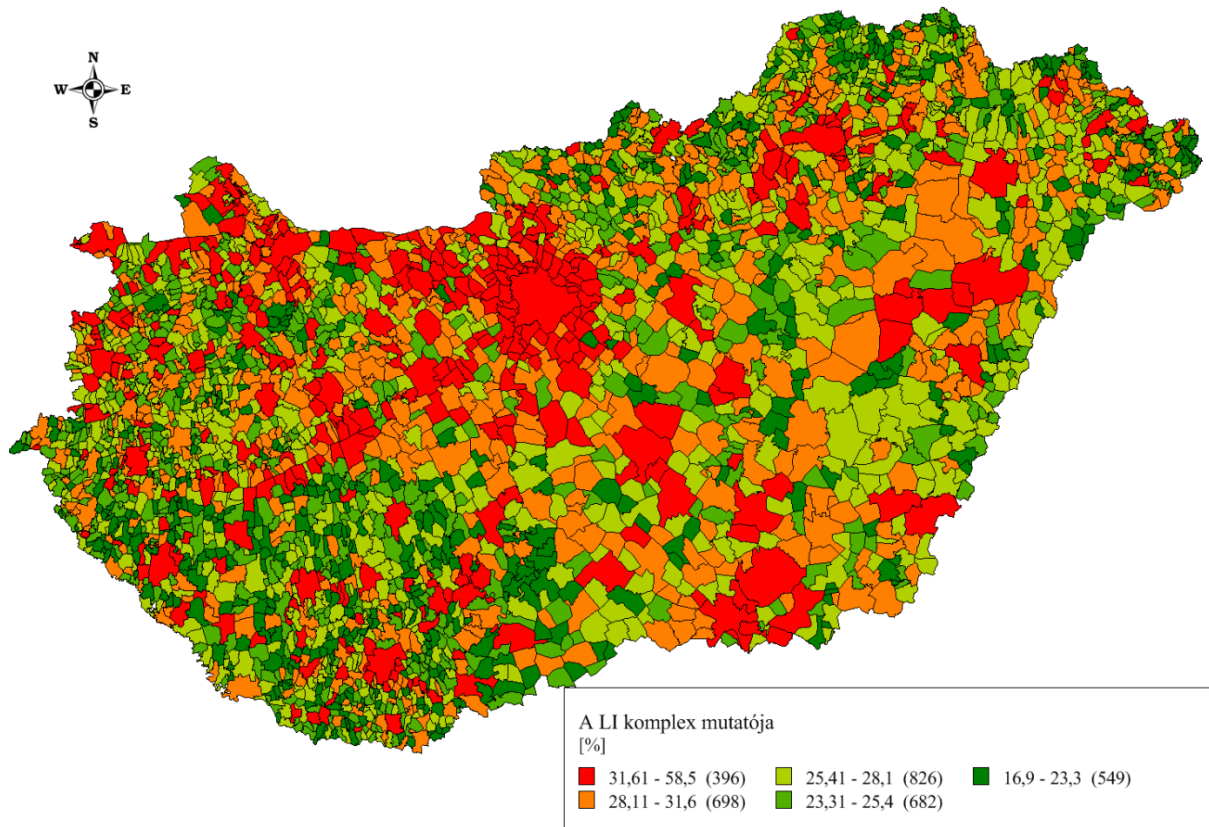 N
W E
S
A LI komplex mutatója
[%]
31,61 - 58,5 (396) 25,41 - 28,1 (826) 16,9 - 23,3 (549)
28,11 - 31,6 (698) 23,31 - 25,4 (682)